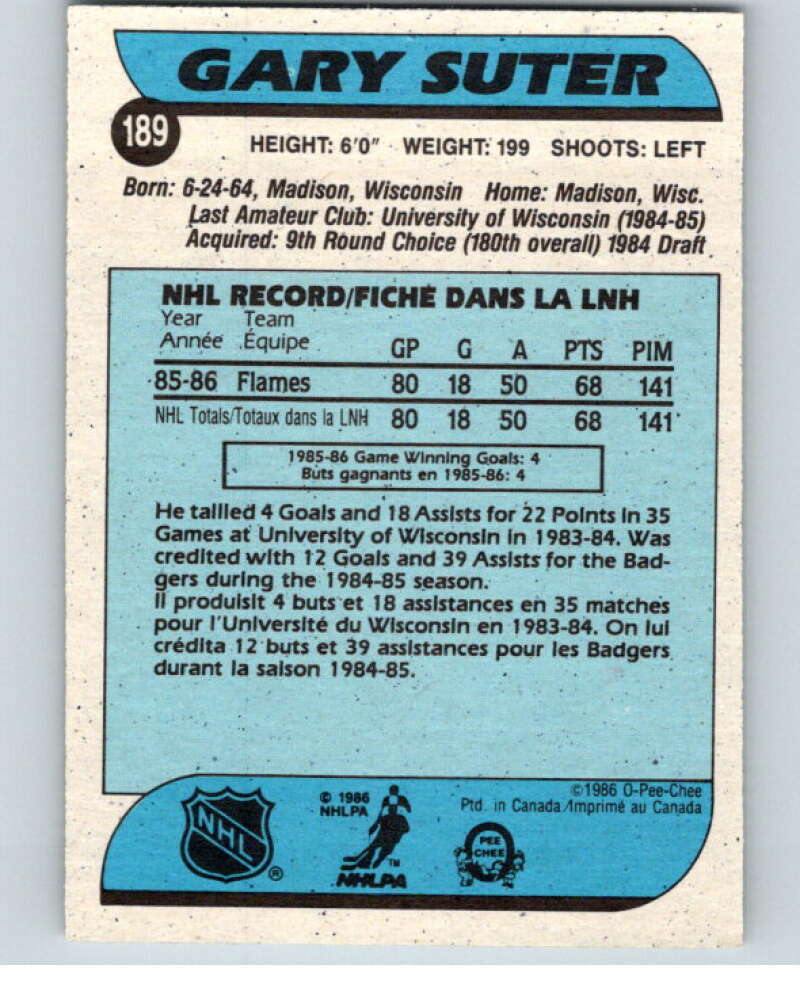 GARY SUTER
189
HEIGHT: 6'0" WEIGHT: 199 SHOOTS: LEFT
Born: 6-24-64, Madison, Wisconsin Home: Madison, Wisc.
Last Amateur Club: University of Wisconsin (1984-85)
Acquired: 9th Round Choice (180th overall) 1984 Draft
NHL RECORD/FICHE DANS LA LNH
Year Team
Année Équipe GP G A PTS PIM
85-86 Flames 80 18 50 68 141
NHL Totals/Totaux dans la LNH 80 18 50 68 141
1985-86 Game Winning Goals: 4
Buts gagnants en 1985-86: 4
He tallied 4 Goals and 18 Assists for 22 Points in 35
Games at University of Wisconsin in 1983-84. Was
credited with 12 Goals and 39 Assists for the Bad-
gers during the 1984-85 season.
Il produisit 4 buts et 18 assistances en 35 matches
pour l'Université du Wisconsin en 1983-84. On lui
crédita 12 buts et 39 assistances pour les Badgers
durant la saison 1984-85.
©1986 O-Pee-Chee
Ptd. in Canada/Imprimé au Canada
© 1986
NHLPA
NHL ®
TM
NHLPA
PEE
CHEE